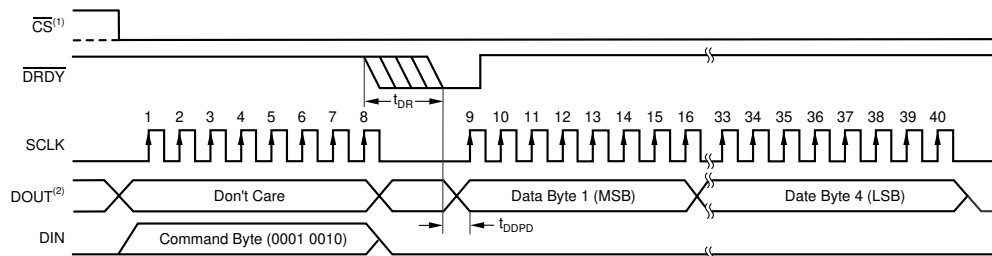 CS(1)
DRDY
tDR
1 2 3 4 5 6 7 8 9 10 11 12 13 14 15 16 33 34 35 36 37 38 39 40
SCLK
DOUT(2) Don't Care Data Byte 1 (MSB) Date Byte 4 (LSB)
tDDPD
DIN Command Byte (0001 0010)